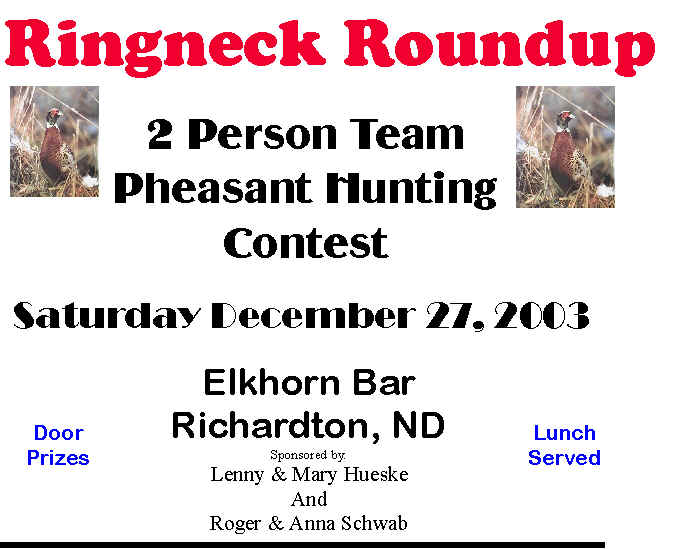 Ringneck Roundup
2 Person Team
Pheasant Hunting
Contest
Saturday December 27, 2003
Elkhorn Bar
Richardton, ND
Door
Prizes
Lunch
Served
Sponsored by:
Lenny & Mary Hueske
And
Roger & Anna Schwab